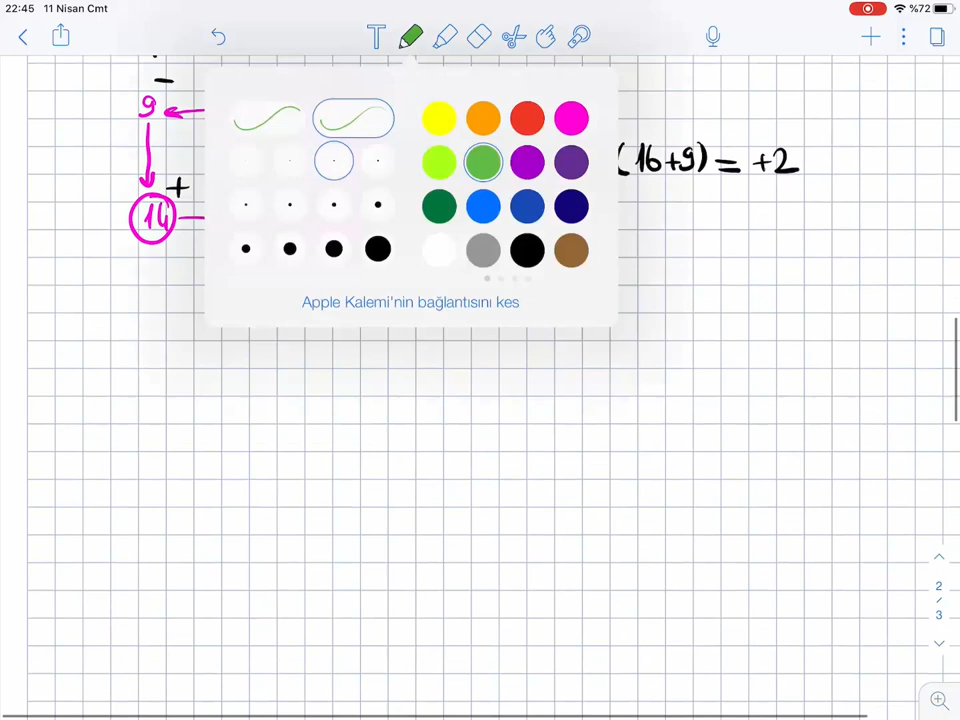 22:45 11 Nisan Cmt %72
T
−
9
(16+9) = +2
+
14
Apple Kalemi'nin bağlantısını kes
2
/
3